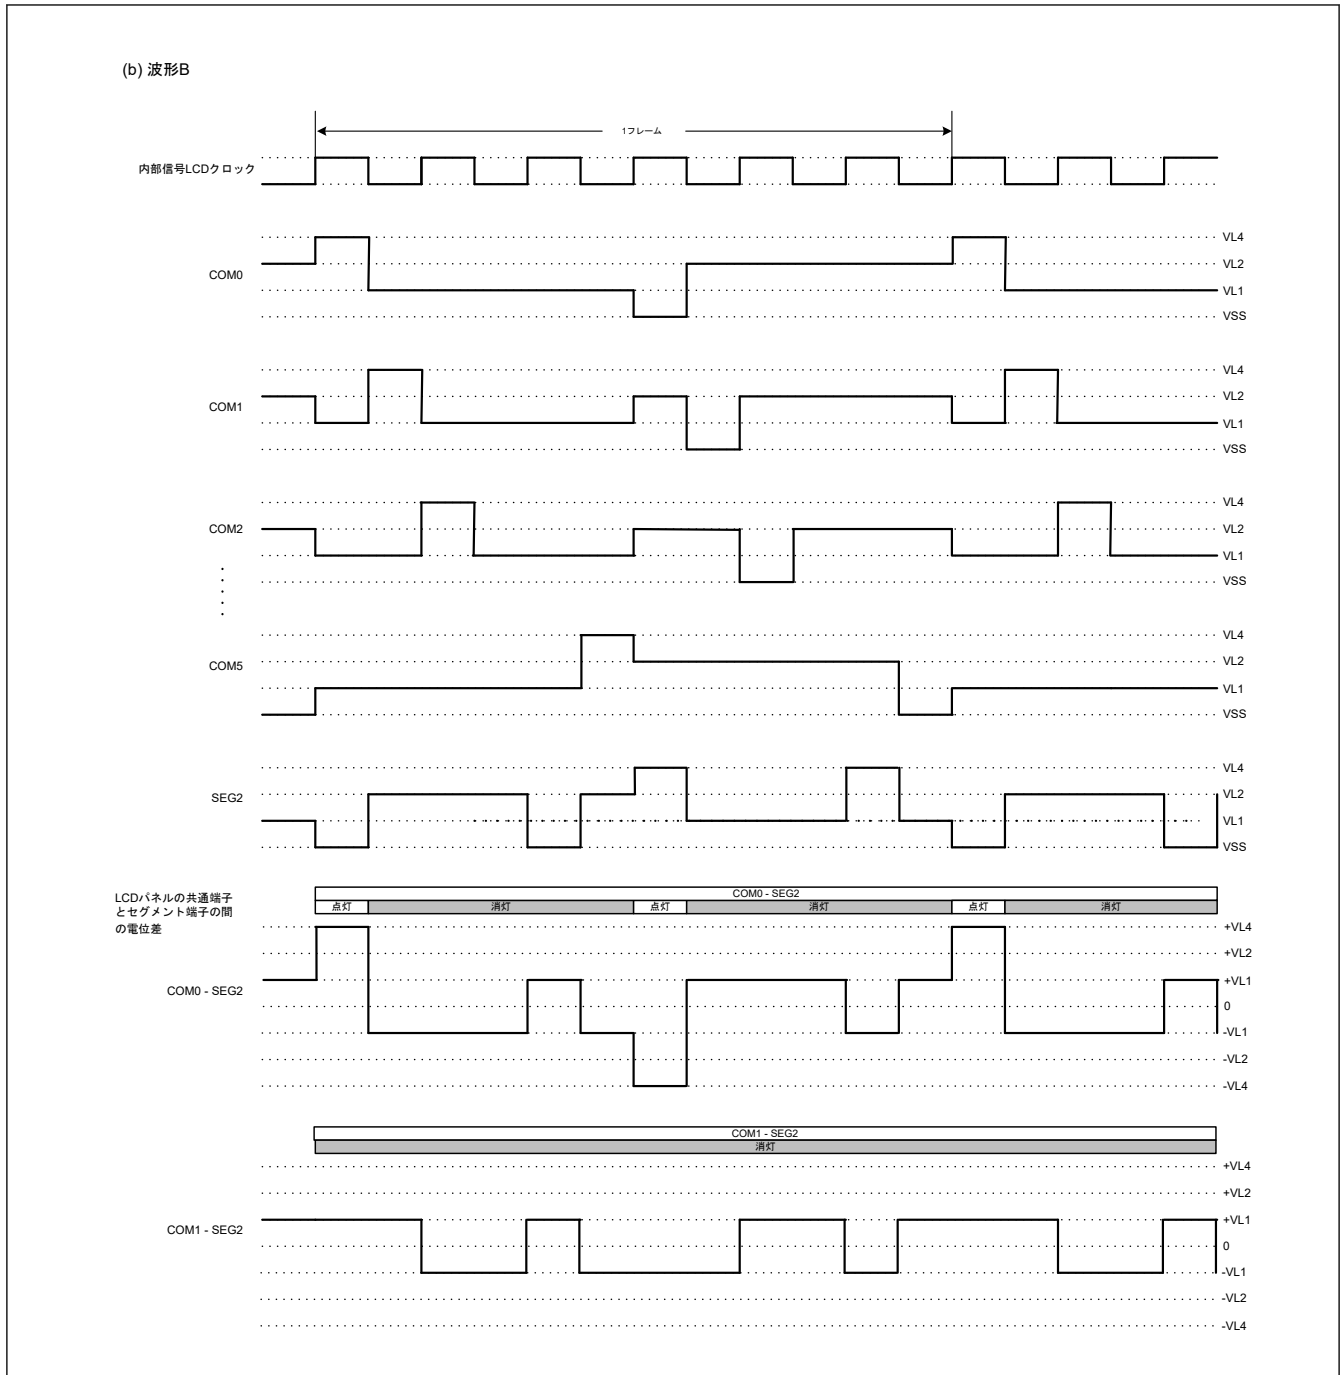 (b) 波形B
1フレーム
内部信号LCDクロック
VL4
VL2
COM0
VL1
VSS
VL4
VL2
COM1
VL1
VSS
VL4
COM2
VL2
VL1
VSS
VL4
COM5
VL2
VL1
VSS
VL4
SEG2
VL2
VL1
VSS
LCDパネルの共通端子
とセグメント端子の間
の電位差
COM0 - SEG2
点灯 消灯 点灯 消灯 点灯 消灯
+VL4
+VL2
COM0 - SEG2
+VL1
0
-VL1
-VL2
-VL4
COM1 - SEG2
消灯
+VL4
+VL2
COM1 - SEG2
+VL1
0
-VL1
-VL2
-VL4